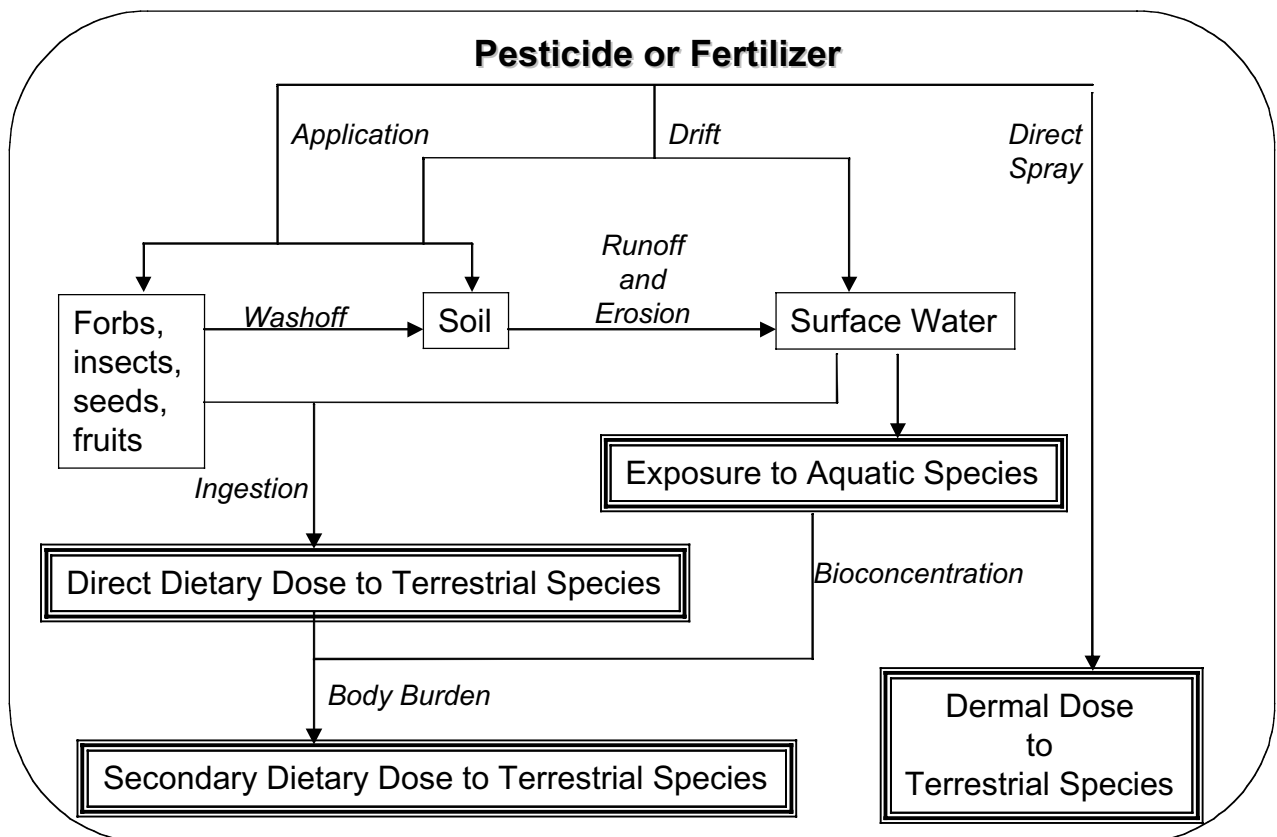 Pesticide or Fertilizer
Application
Drift
Direct
Spray
Runoff
and
Erosion
Forbs,
insects,
seeds,
fruits
Washoff
Soil
Surface Water
Exposure to Aquatic Species
Ingestion
Direct Dietary Dose to Terrestrial Species
Bioconcentration
Body Burden
Dermal Dose
to
Terrestrial Species
Secondary Dietary Dose to Terrestrial Species